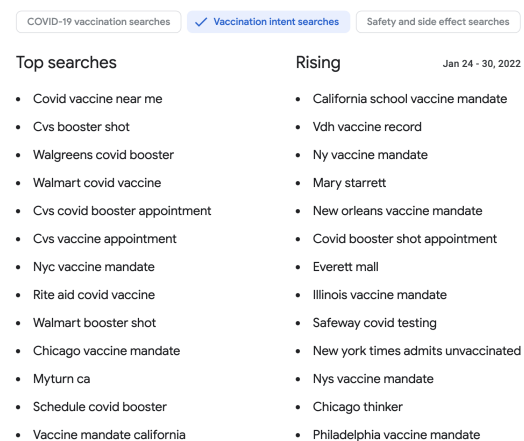 COVID-19 vaccination searches
Vaccination intent searches
Safety and side effect searches
Top searches
Covid vaccine near me
Cvs booster shot
Walgreens covid booster
Walmart covid vaccine
Cvs covid booster appointment
Cvs vaccine appointment
Nyc vaccine mandate
Rite aid covid vaccine
Walmart booster shot
Chicago vaccine mandate
Myturn ca
Schedule covid booster
Vaccine mandate california
Rising
Jan 24 - 30, 2022
California school vaccine mandate
Vdh vaccine record
Ny vaccine mandate
Mary starrett
New orleans vaccine mandate
Covid booster shot appointment
Everett mall
Illinois vaccine mandate
Safeway covid testing
New york times admits unvaccinated
Nys vaccine mandate
Chicago thinker
Philadelphia vaccine mandate